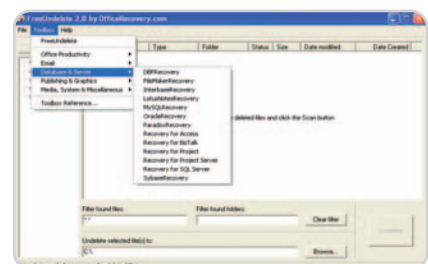 FreeUndelete 2.0 by OfficeRecovery.com
File Toolbox Help
FreeUndelete
Office Productivity
Email
Database & Server
Publishing & Graphics
Media, System & Miscellaneous
Toolbox Reference...
Type Folder Status Size Date modified Date Created
DBFRecovery
FileMakerRecovery
InterbaseRecovery
LotusNotesRecovery
MySQLRecovery
OracleRecovery
ParadoxRecovery
Recovery for Access
Recovery for BizTalk
Recovery for Project
Recovery for Project Server
Recovery for SQL Server
SybaseRecovery
deleted files and click the Scan button
Filter found files: Filter found folders:
*.* Clear filter
Undelete selected file(s) to:
C:\ Browse...